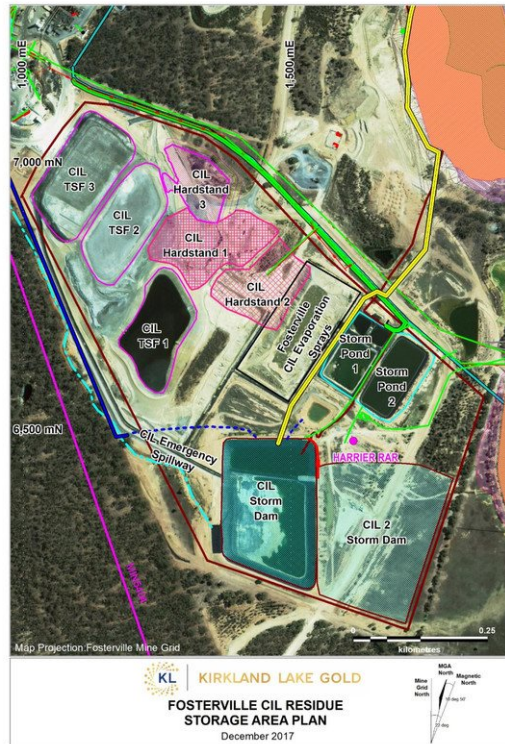 1,000 mE
1,500 mE
7,000 mN
6,500 mN
CIL
TSF 3
CIL
TSF 2
CIL
Hardstand
3
CIL
Hardstand 1
CIL
Hardstand 2
CIL
TSF 1
Fosterville
CIL Evaporation
Sprays
Storm
Pond
1
Storm
Pond
2
CIL Emergency
Spillway
HARRIER RAR
CIL
Storm
Dam
CIL 2
Storm Dam
0
0.25
kilometres
Map Projection:Fosterville Mine Grid
KL
KIRKLAND LAKE GOLD
FOSTERVILLE CIL RESIDUE
STORAGE AREA PLAN
December 2017
MGA
North
Magnetic
North
Mine
Grid North